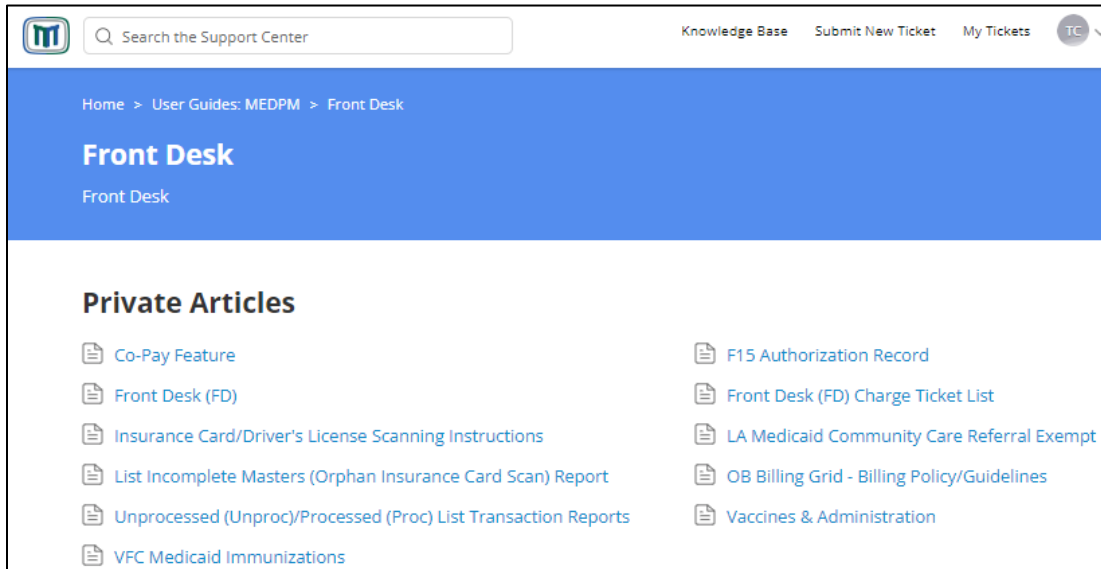 Search the Support Center
Knowledge Base Submit New Ticket My Tickets TC
Home > User Guides: MEDPM > Front Desk
Front Desk
Front Desk
Private Articles
Co-Pay Feature
F15 Authorization Record
Front Desk (FD)
Front Desk (FD) Charge Ticket List
Insurance Card/Driver's License Scanning Instructions
LA Medicaid Community Care Referral Exempt
List Incomplete Masters (Orphan Insurance Card Scan) Report
OB Billing Grid - Billing Policy/Guidelines
Unprocessed (Unproc)/Processed (Proc) List Transaction Reports
Vaccines & Administration
VFC Medicaid Immunizations